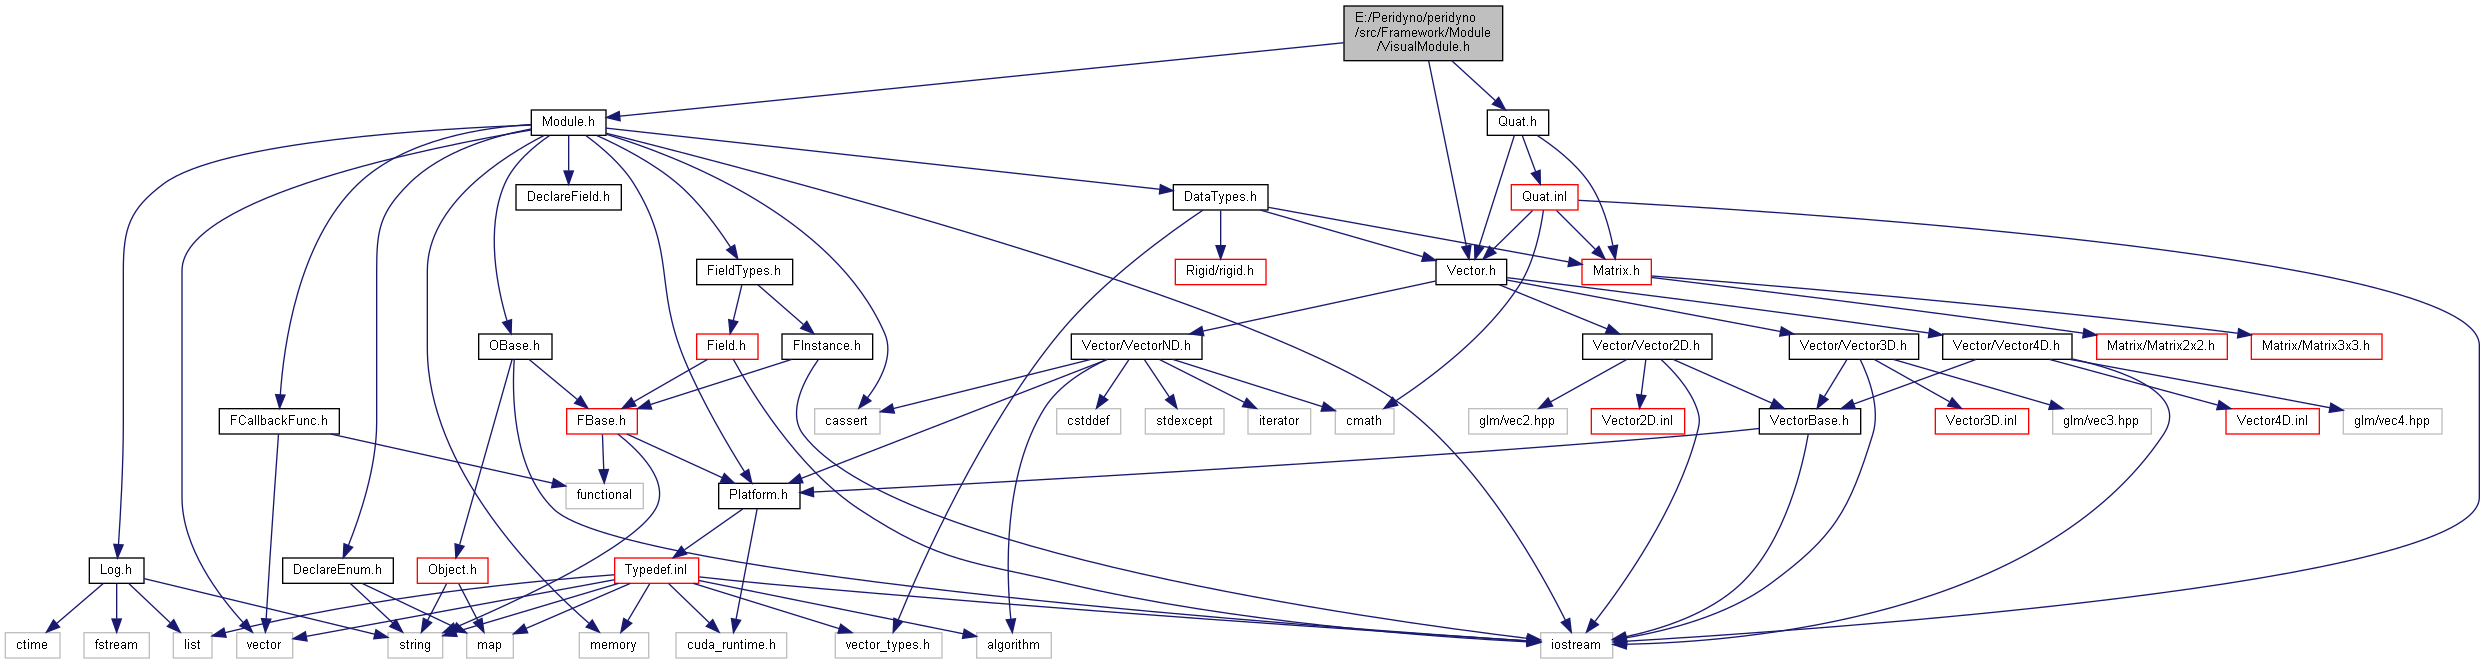 E:/Peridyno/peridyno
/src/Framework/Module
/VisualModule.h
Module.h
Quat.h
DeclareField.h
DataTypes.h
Quat.inl
FieldTypes.h
Rigid/rigid.h
Vector.h
Matrix.h
OBase.h
Field.h
FInstance.h
Vector/VectorND.h
Vector/Vector2D.h
Vector/Vector3D.h
Vector/Vector4D.h
Matrix/Matrix2x2.h
Matrix/Matrix3x3.h
FCallbackFunc.h
FBase.h
cassert
cstddef
stdexcept
iterator
cmath
glm/vec2.hpp
Vector2D.inl
VectorBase.h
Vector3D.inl
glm/vec3.hpp
Vector4D.inl
glm/vec4.hpp
functional
Platform.h
Log.h
DeclareEnum.h
Object.h
Typedef.inl
ctime
fstream
list
vector
string
map
memory
cuda_runtime.h
vector_types.h
algorithm
iostream